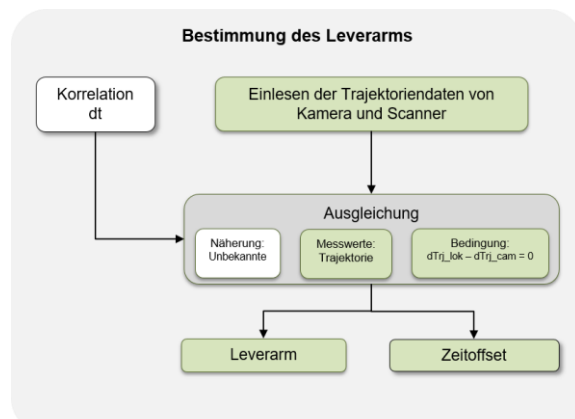 Bestimmung des Leverarms
Korrelation
dt
Einlesen der Trajektoriendaten von
Kamera und Scanner
Ausgleichung
Näherung:
Unbekannte
Messwerte:
Trajektorie
Bedingung:
dTrj_lok – dTrj_cam = 0
Leverarm
Zeitoffset